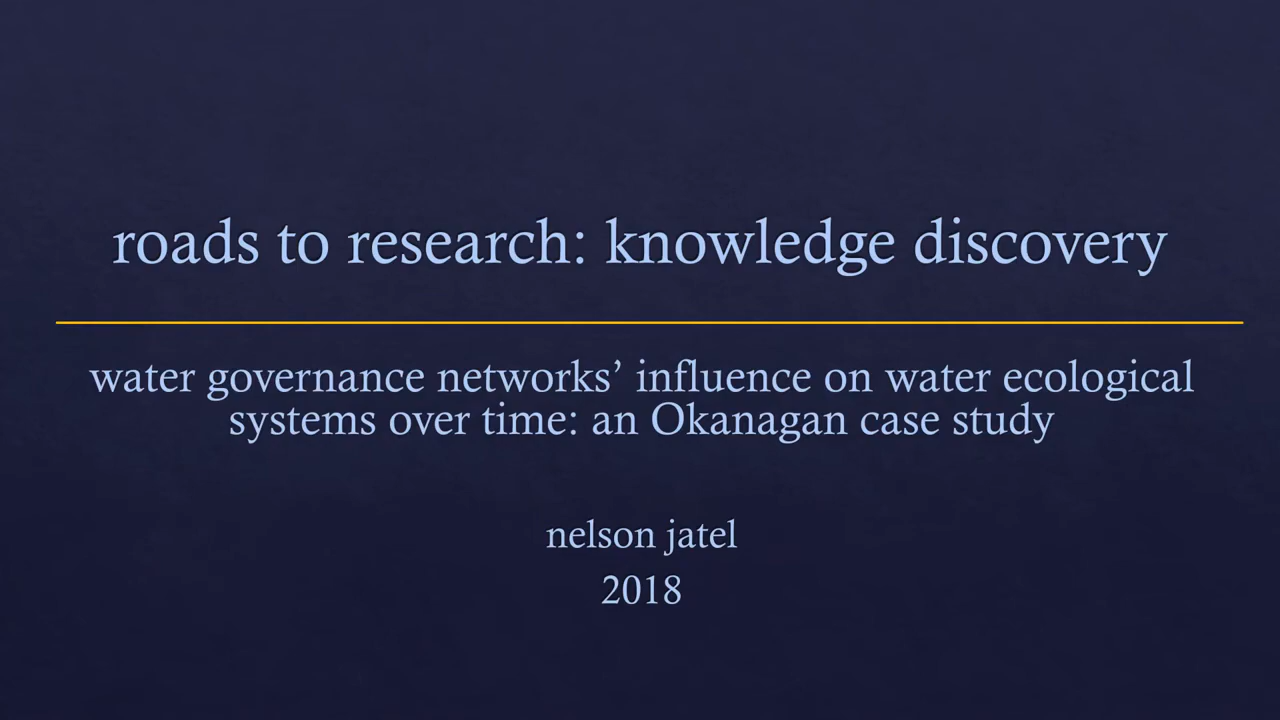 roads to research: knowledge discovery
water governance networks’ influence on water ecological
systems over time: an Okanagan case study
nelson jatel
2018